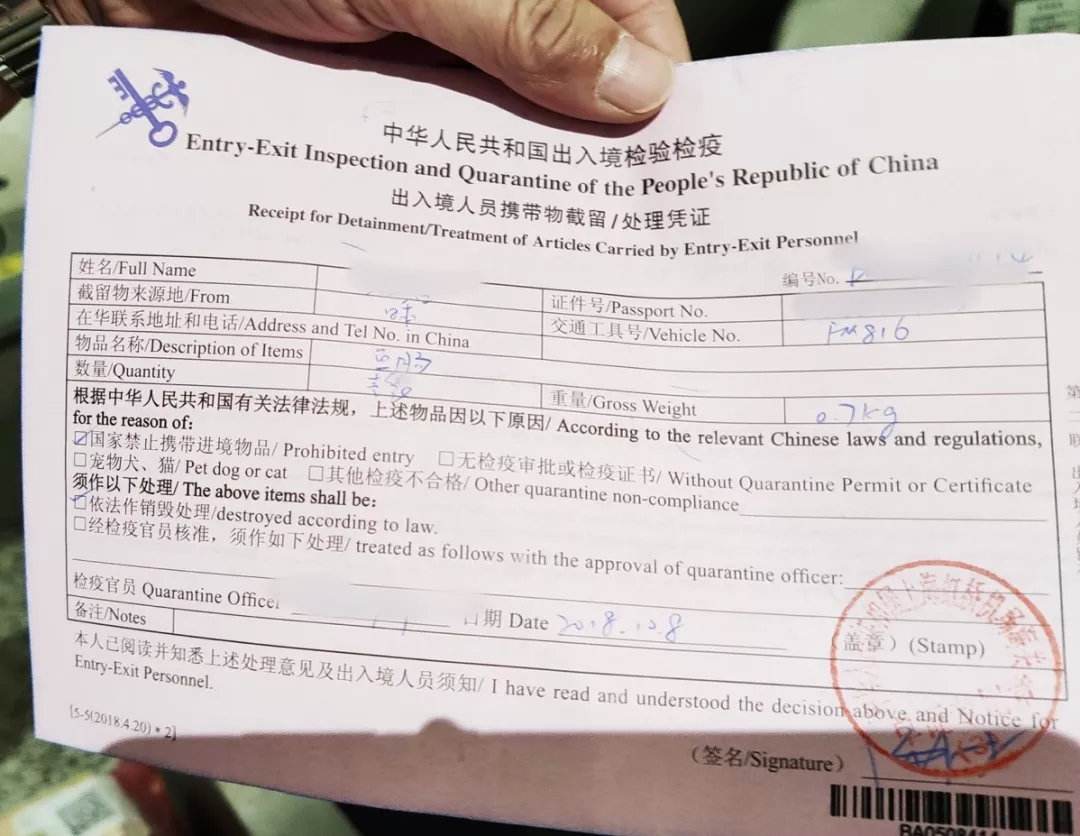 中华人民共和国出入境检验检疫
Entry-Exit Inspection and Quarantine of the People's Republic of China
出入境人员携带物截留/处理凭证
Receipt for Detainment/Treatment of Articles Carried by Entry-Exit Personnel
编号No.
姓名/Full Name 证件号/Passport No.
截留物来源地/From 交通工具号/Vehicle No. FM816
在华联系地址和电话/Address and Tel No. in China
物品名称/Description of Items
数量/Quantity 重量/Gross Weight 0.7kg
根据中华人民共和国有关法律法规，上述物品因以下原因/ According to the relevant Chinese laws and regulations,
for the reason of:
☑国家禁止携带进境物品/ Prohibited entry □无检疫审批或检疫证书/ Without Quarantine Permit or Certificate
□宠物犬、猫/ Pet dog or cat □其他检疫不合格/ Other quarantine non-compliance
须作以下处理/ The above items shall be:
☑依法作销毁处理/destroyed according to law.
□经检疫官员核准，须作如下处理/ treated as follows with the approval of quarantine officer:
检疫官员 Quarantine Officer 日期 Date 2018.10.8
盖章）(Stamp)
备注/Notes
本人已阅读并知悉上述处理意见及出入境人员须知/ I have read and understood the decision above and Notice for
Entry-Exit Personnel.
[5-5(2018.4.20)*2]
（签名/Signature）